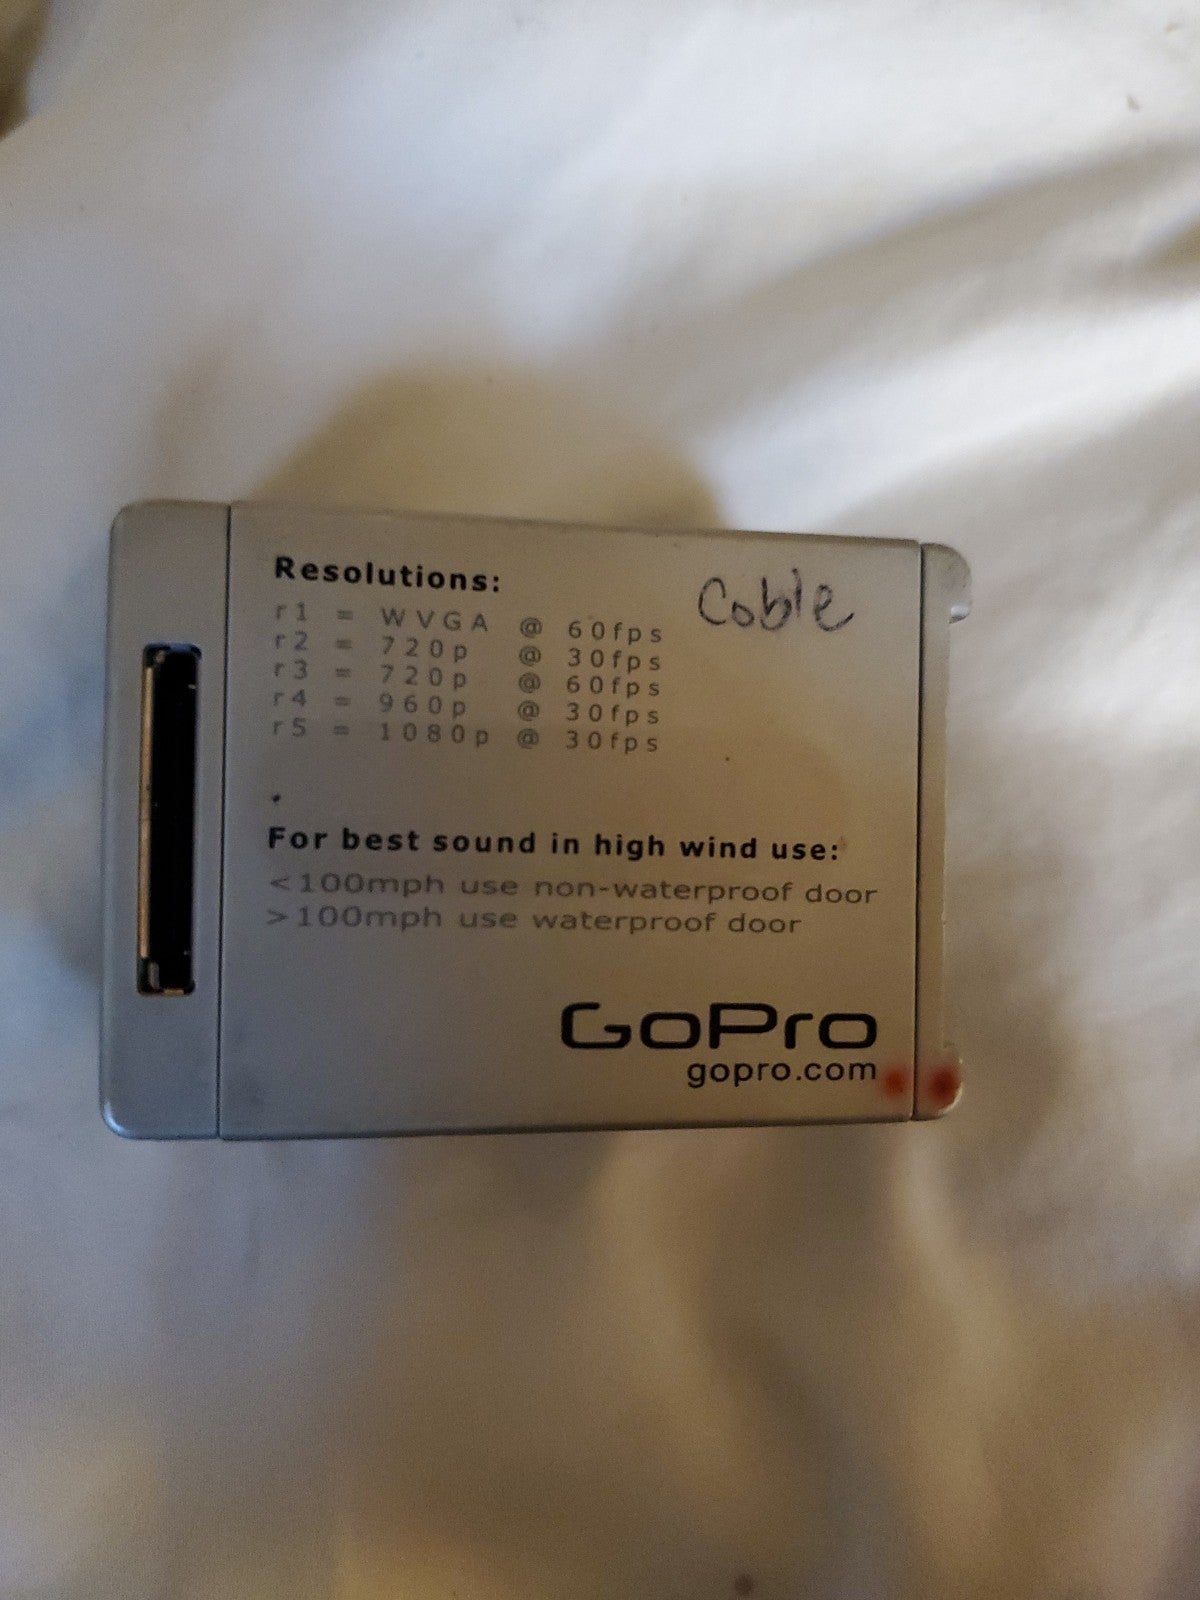 Resolutions:
Coble
r1 = WVGA @ 60fps
r2 = 720p @ 30fps
r3 = 720p @ 60fps
r4 = 960p @ 30fps
r5 = 1080p @ 30fps
For best sound in high wind use:
<100mph use non-waterproof door
>100mph use waterproof door
GoPro
gopro.com